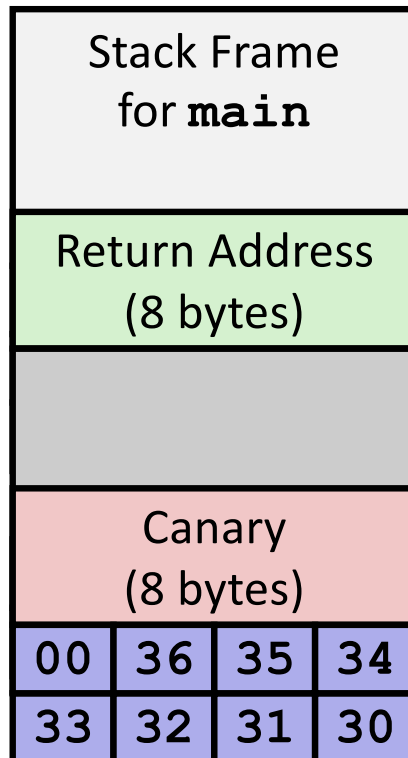 Stack Frame
for main
Return Address
(8 bytes)
Canary
(8 bytes)
00 36 35 34
33 32 31 30